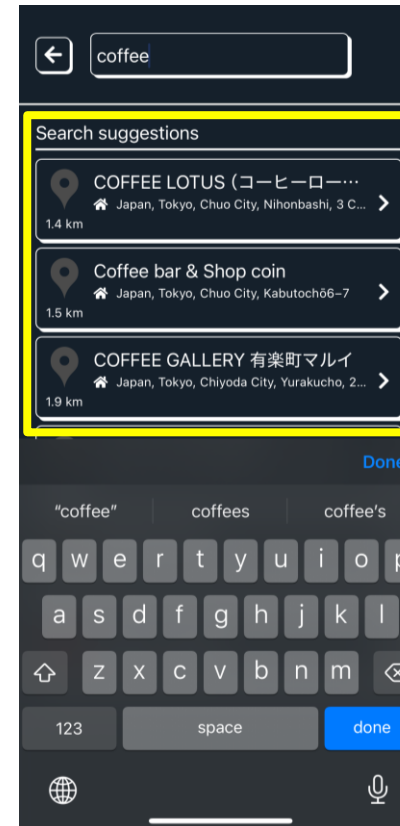 coffee
Search suggestions
COFFEE LOTUS (コーヒーロー…
Japan, Tokyo, Chuo City, Nihonbashi, 3 C...
1.4 km
Coffee bar & Shop coin
Japan, Tokyo, Chuo City, Kabutochō6−7
1.5 km
COFFEE GALLERY 有楽町マルイ
Japan, Tokyo, Chiyoda City, Yurakucho, 2...
1.9 km
Done
"coffee" coffees coffee's
q w e r t y u i o p
a s d f g h j k l
z x c v b n m
123 space done